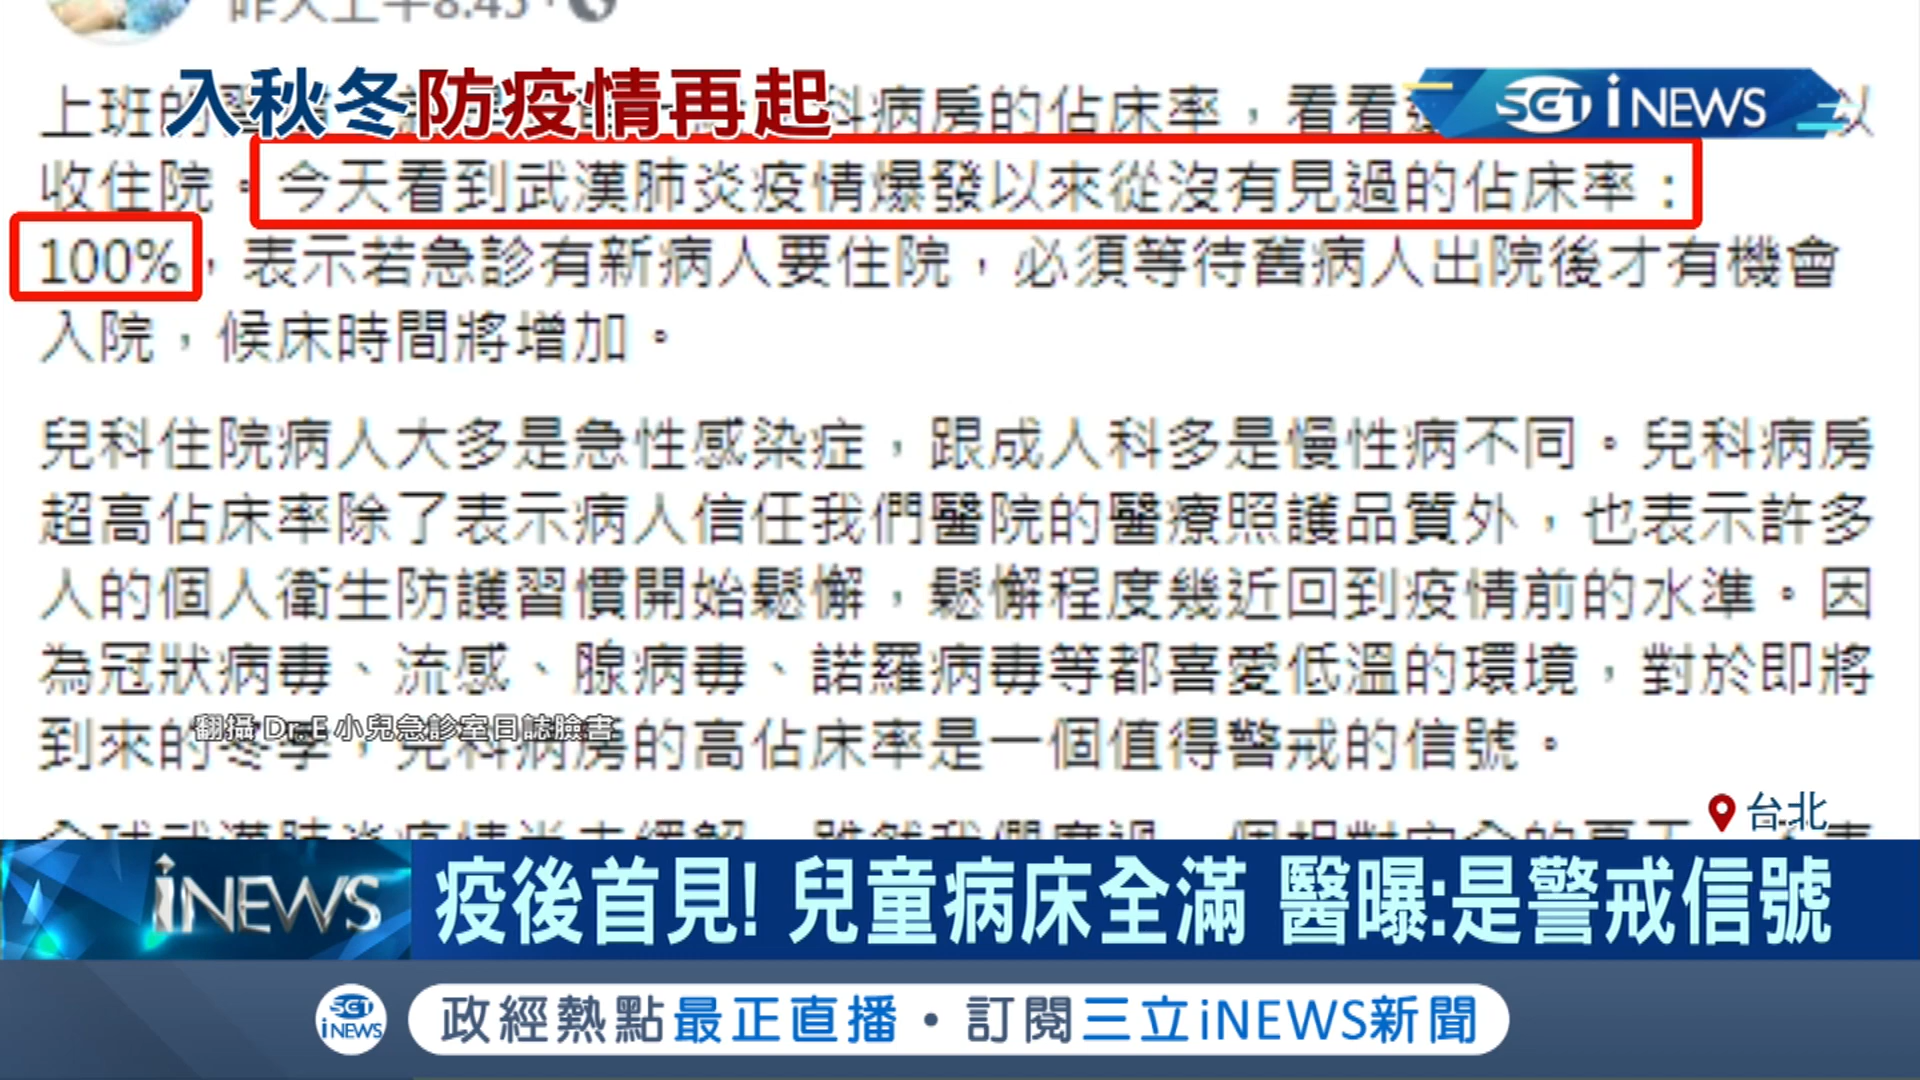 昨天上午8:45
入秋冬防疫情再起
SET iNEWS
上班的 科病房的佔床率，看看 以
收住院。今天看到武漢肺炎疫情爆發以來從沒有見過的佔床率：
100%，表示若急診有新病人要住院，必須等待舊病人出院後才有機會
入院，候床時間將增加。
兒科住院病人大多是急性感染症，跟成人科多是慢性病不同。兒科病房
超高佔床率除了表示病人信任我們醫院的醫療照護品質外，也表示許多
人的個人衛生防護習慣開始鬆懈，鬆懈程度幾近回到疫情前的水準。因
為冠狀病毒、流感、腺病毒、諾羅病毒等都喜愛低溫的環境，對於即將
到來的冬季，兒科病房的高佔床率是一個值得警戒的信號。
翻攝 Dr. E 小兒急診室日誌臉書
台北
iNEWS
疫後首見! 兒童病床全滿 醫曝:是警戒信號
SET iNEWS
政經熱點最正直播・訂閱三立iNEWS新聞